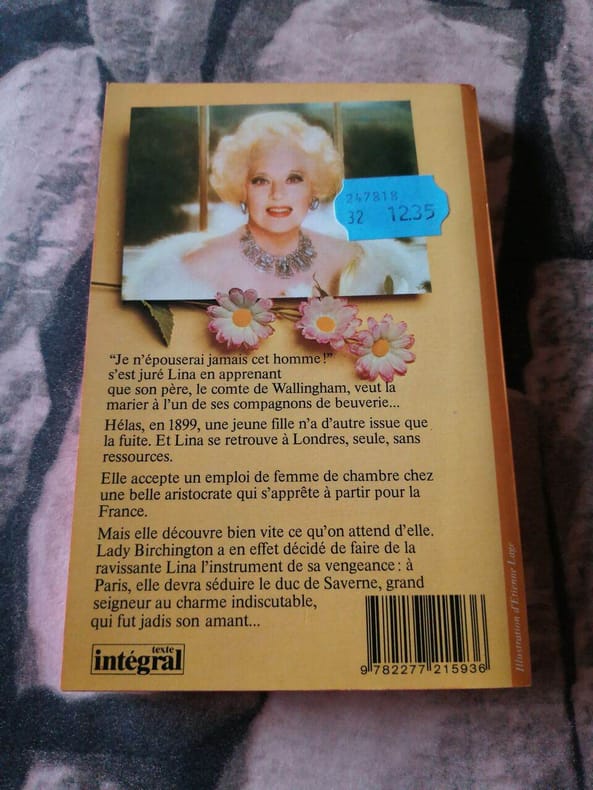 247818
32 12.35
"Je n'épouserai jamais cet homme!"
s'est juré Lina en apprenant
que son père, le comte de Wallingham, veut la
marier à l'un de ses compagnons de beuverie...
Hélas, en 1899, une jeune fille n'a d'autre issue que
la fuite. Et Lina se retrouve à Londres, seule, sans
ressources.
Elle accepte un emploi de femme de chambre chez
une belle aristocrate qui s'apprête à partir pour la
France.
Mais elle découvre bien vite ce qu'on attend d'elle.
Lady Birchington a en effet décidé de faire de la
ravissante Lina l'instrument de sa vengeance : à
Paris, elle devra séduire le duc de Saverne, grand
seigneur au charme indiscutable,
qui fut jadis son amant...
texte
intégral
9 782277 215936
Illustration d'Etienne Lage